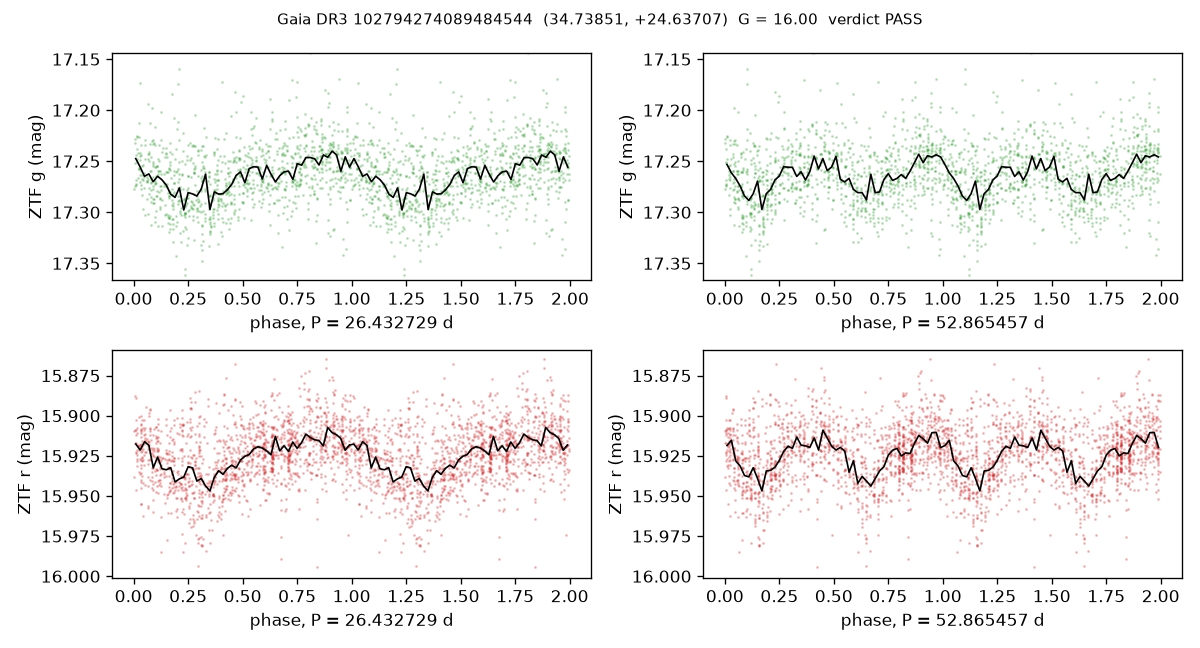 Gaia DR3 102794274089484544  (34.73851, +24.63707)  G = 16.00  verdict PASS
17.15
17.20
17.25
17.30
17.35
ZTF g (mag)
0.00 0.25 0.50 0.75 1.00 1.25 1.50 1.75 2.00
phase, P = 26.432729 d
17.15
17.20
17.25
17.30
17.35
ZTF g (mag)
0.00 0.25 0.50 0.75 1.00 1.25 1.50 1.75 2.00
phase, P = 52.865457 d
15.875
15.900
15.925
15.950
15.975
16.000
ZTF r (mag)
0.00 0.25 0.50 0.75 1.00 1.25 1.50 1.75 2.00
phase, P = 26.432729 d
15.875
15.900
15.925
15.950
15.975
16.000
ZTF r (mag)
0.00 0.25 0.50 0.75 1.00 1.25 1.50 1.75 2.00
phase, P = 52.865457 d